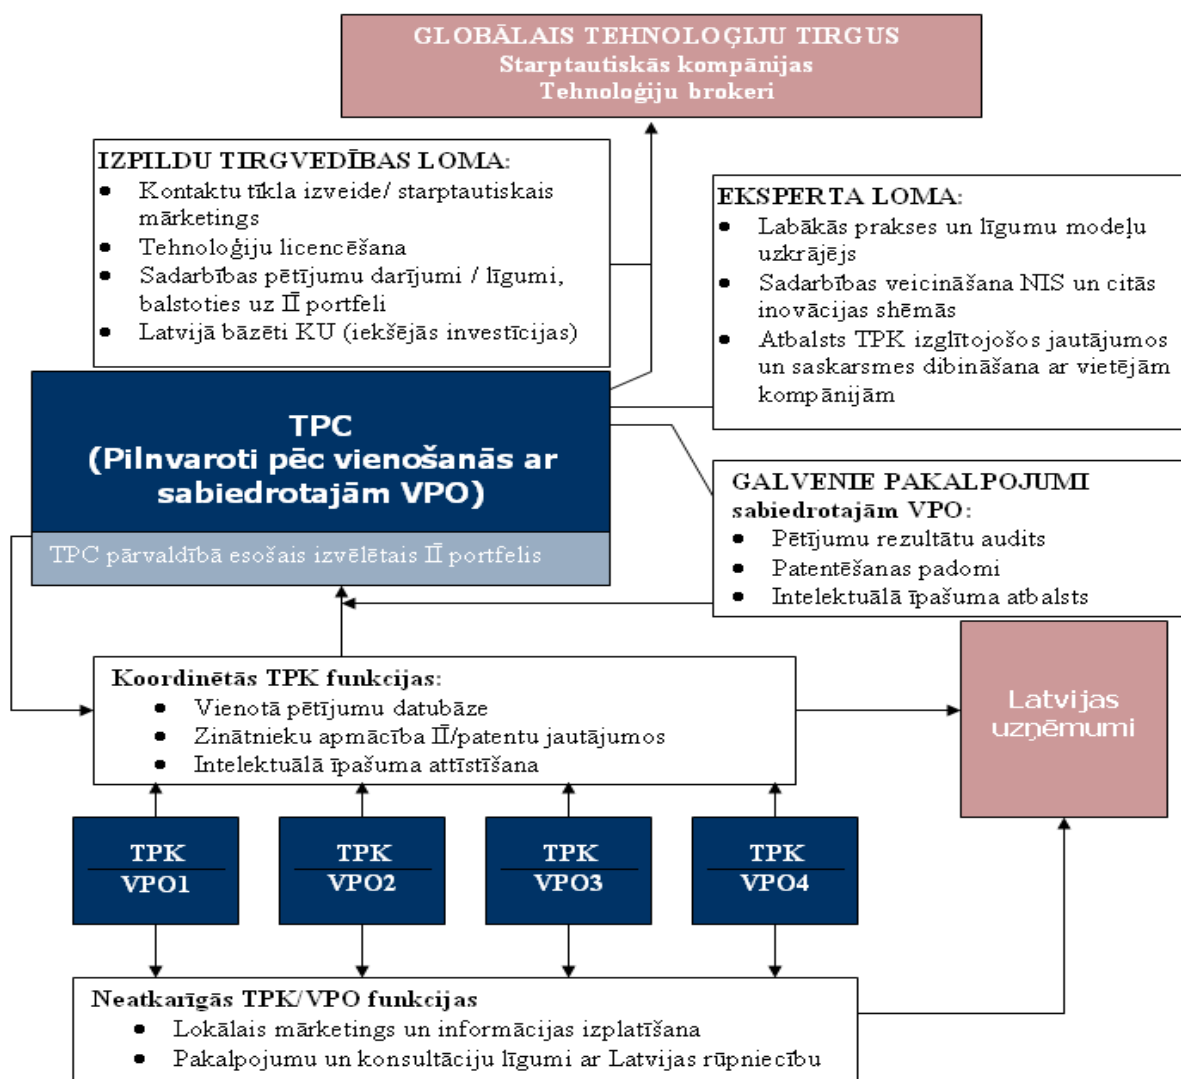 GLOBĀLAIS TEHNOLOĢIJU TIRGUS
Starptautiskās kompānijas
Tehnoloģiju brokeri
IZPILDU TIRGVEDĪBAS LOMA:
• Kontaktu tīkla izveide/ starptautiskais
mārketings
• Tehnoloģiju licencēšana
• Sadarbības pētījumu darījumi / līgumi,
balstoties uz IĪ portfeli
• Latvijā bāzēti KU (iekšējās investīcijas)
EKSPERTA LOMA:
• Labākās prakses un līgumu modeļu
uzkrājējs
• Sadarbības veicināšana NIS un citās
inovācijas shēmās
• Atbalsts TPK izglītojošos jautājumos
un saskarsmes dibināšana ar vietējām
kompānijām
TPC
(Pilnvaroti pēc vienošanās ar
sabiedrotajām VPO)
TPC pārvaldībā esošais izvēlētais IĪ portfelis
GALVENIE PAKALPOJUMI
sabiedrotajām VPO:
• Pētījumu rezultātu audits
• Patentēšanas padomi
• Intelektuālā īpašuma atbalsts
Koordinētās TPK funkcijas:
• Vienotā pētījumu datubāze
• Zinātnieku apmācība IĪ/patentu jautājumos
• Intelektuālā īpašuma attīstīšana
Latvijas
uzņēmumi
TPK
VPO1
TPK
VPO2
TPK
VPO3
TPK
VPO4
Neatkarīgās TPK/VPO funkcijas
• Lokālais mārketings un informācijas izplatīšana
• Pakalpojumu un konsultāciju līgumi ar Latvijas rūpniecību